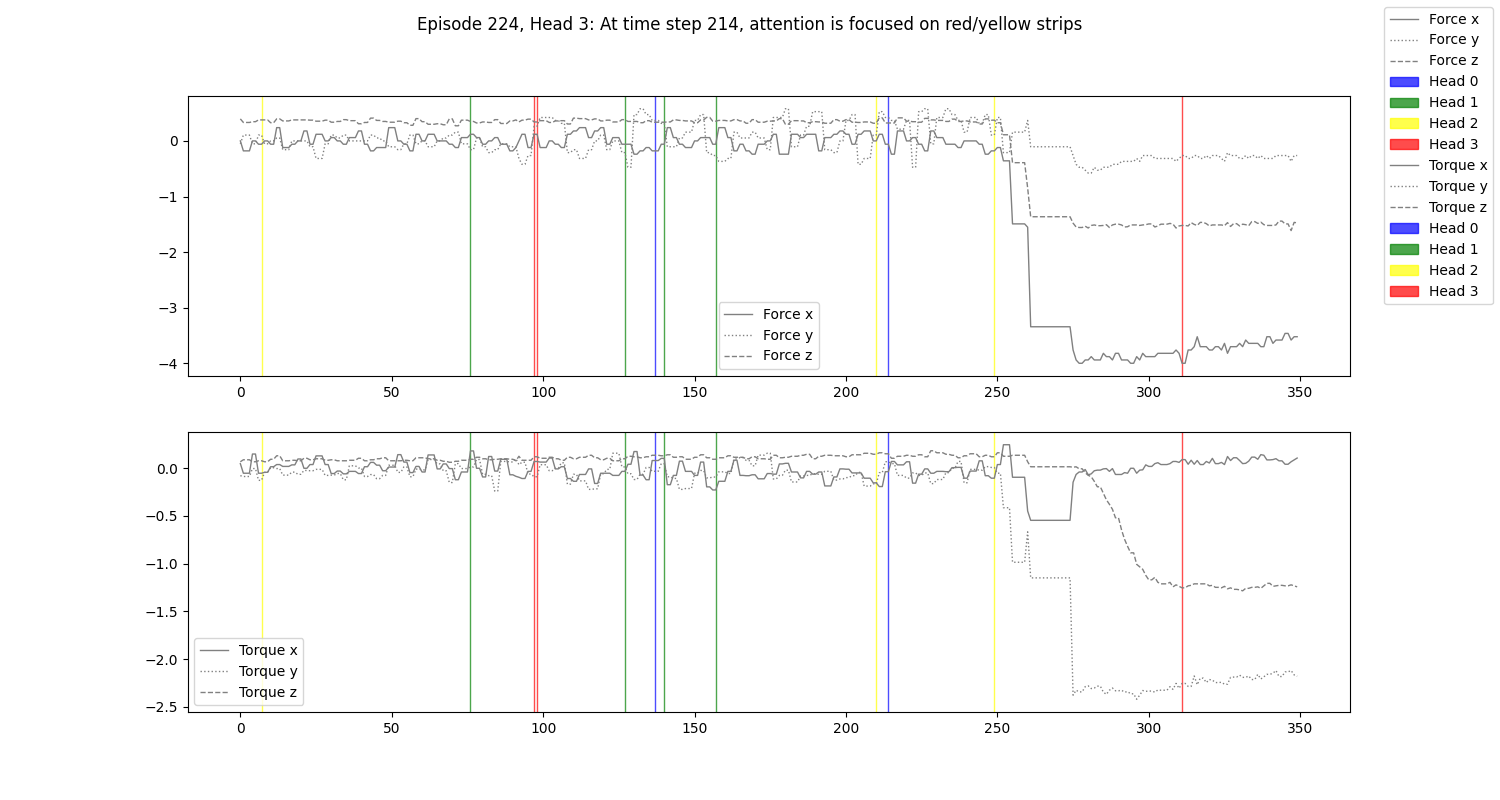 Episode 224, Head 3: At time step 214, attention is focused on red/yellow strips
Force x
Force y
Force z
Head 0
Head 1
Head 2
Head 3
Torque x
Torque y
Torque z
Head 0
Head 1
Head 2
Head 3
0
−1
−2
−3
−4
Force x
Force y
Force z
0 50 100 150 200 250 300 350
0.0
−0.5
−1.0
−1.5
−2.0
−2.5
Torque x
Torque y
Torque z
0 50 100 150 200 250 300 350